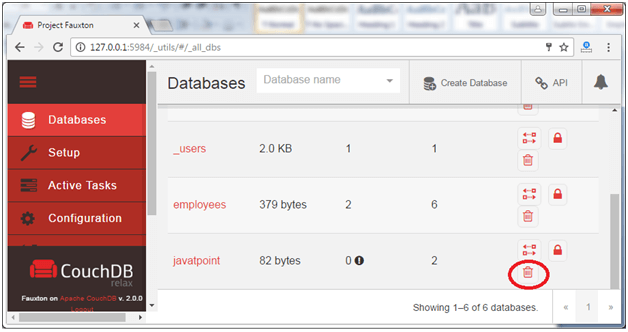 Project Fauxton
127.0.0.1:5984/_utils/#/_all_dbs
Databases
Database name
Create Database
API
Databases
Setup
Active Tasks
Configuration
_users 2.0 KB 1 1
employees 379 bytes 2 6
javatpoint 82 bytes 0 2
CouchDB
relax
Fauxton on Apache CouchDB v. 2.0.0
Logout
Showing 1–6 of 6 databases.
« 1 »